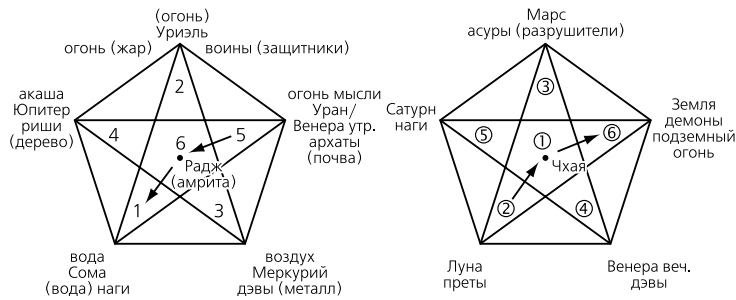 (огонь)
Уриэль
огонь (жар)
воины (защитники)
2
акаша
Юпитер
риши
(дерево)
4
огонь мысли
Уран/
Венера утр.
архаты
(почва)
5
6
Радж
(амрита)
1
3
вода
Сома
(вода) наги
воздух
Меркурий
дэвы (металл)
Марс
асуры (разрушители)
③
Сатурн
наги
⑤
Земля
демоны
подземный
огонь
①
⑥
Чхая
②
④
Луна
преты
Венера веч.
дэвы